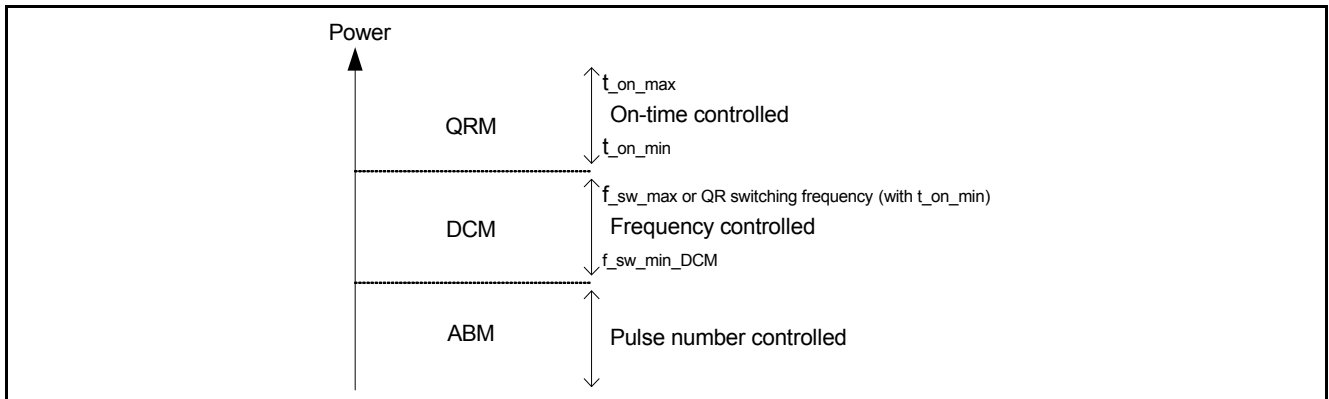 Power
t_on_max
QRM
On-time controlled
t_on_min
f_sw_max or QR switching frequency (with t_on_min)
DCM
Frequency controlled
f_sw_min_DCM
ABM
Pulse number controlled